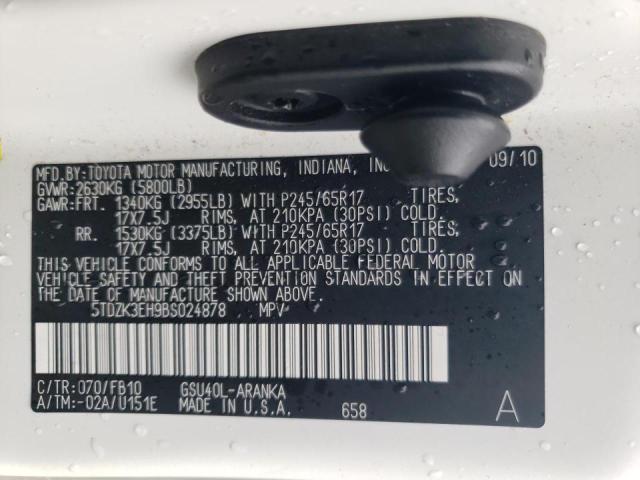 MFD.BY:TOYOTA MOTOR MANUFACTURING, INDIANA, INC 09/10
GVWR:2630KG (5800LB)
GAWR:FRT. 1340KG (2955LB) WITH P245/65R17 TIRES,
17X7.5J RIMS, AT 210KPA (30PSI) COLD.
RR. 1530KG (3375LB) WITH P245/65R17 TIRES,
17X7.5J RIMS, AT 210KPA (30PSI) COLD.
THIS VEHICLE CONFORMS TO ALL APPLICABLE FEDERAL MOTOR
VEHICLE SAFETY AND THEFT PREVENTION STANDARDS IN EFFECT ON
THE DATE OF MANUFACTURE SHOWN ABOVE.
5TDZK3EH9BS024878 MPV
C/TR:070/FB10 GSU40L-ARANKA
A/TM:-02A/U151E MADE IN U.S.A. 658 A